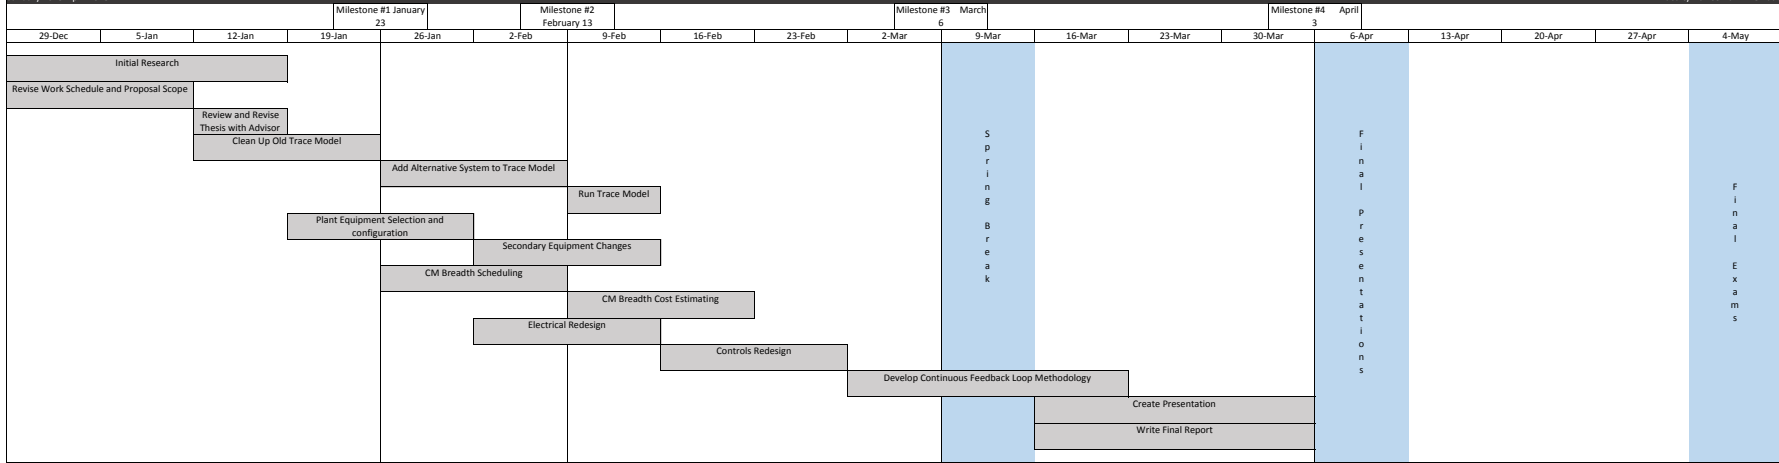 Milestone #1 January
23
Milestone #2
February 13
Milestone #3 March
6
Milestone #4 April
3
29-Dec 5-Jan 12-Jan 19-Jan 26-Jan 2-Feb 9-Feb 16-Feb 23-Feb 2-Mar 9-Mar 16-Mar 23-Mar 30-Mar 6-Apr 13-Apr 20-Apr 27-Apr 4-May
Initial Research
Revise Work Schedule and Proposal Scope
Review and Revise
Thesis with Advisor
Clean Up Old Trace Model
Add Alternative System to Trace Model
Run Trace Model
Plant Equipment Selection and
configuration
Secondary Equipment Changes
CM Breadth Scheduling
CM Breadth Cost Estimating
Electrical Redesign
Controls Redesign
Develop Continuous Feedback Loop Methodology
Create Presentation
Write Final Report
Spring Break
Final Presentations
Final Exams